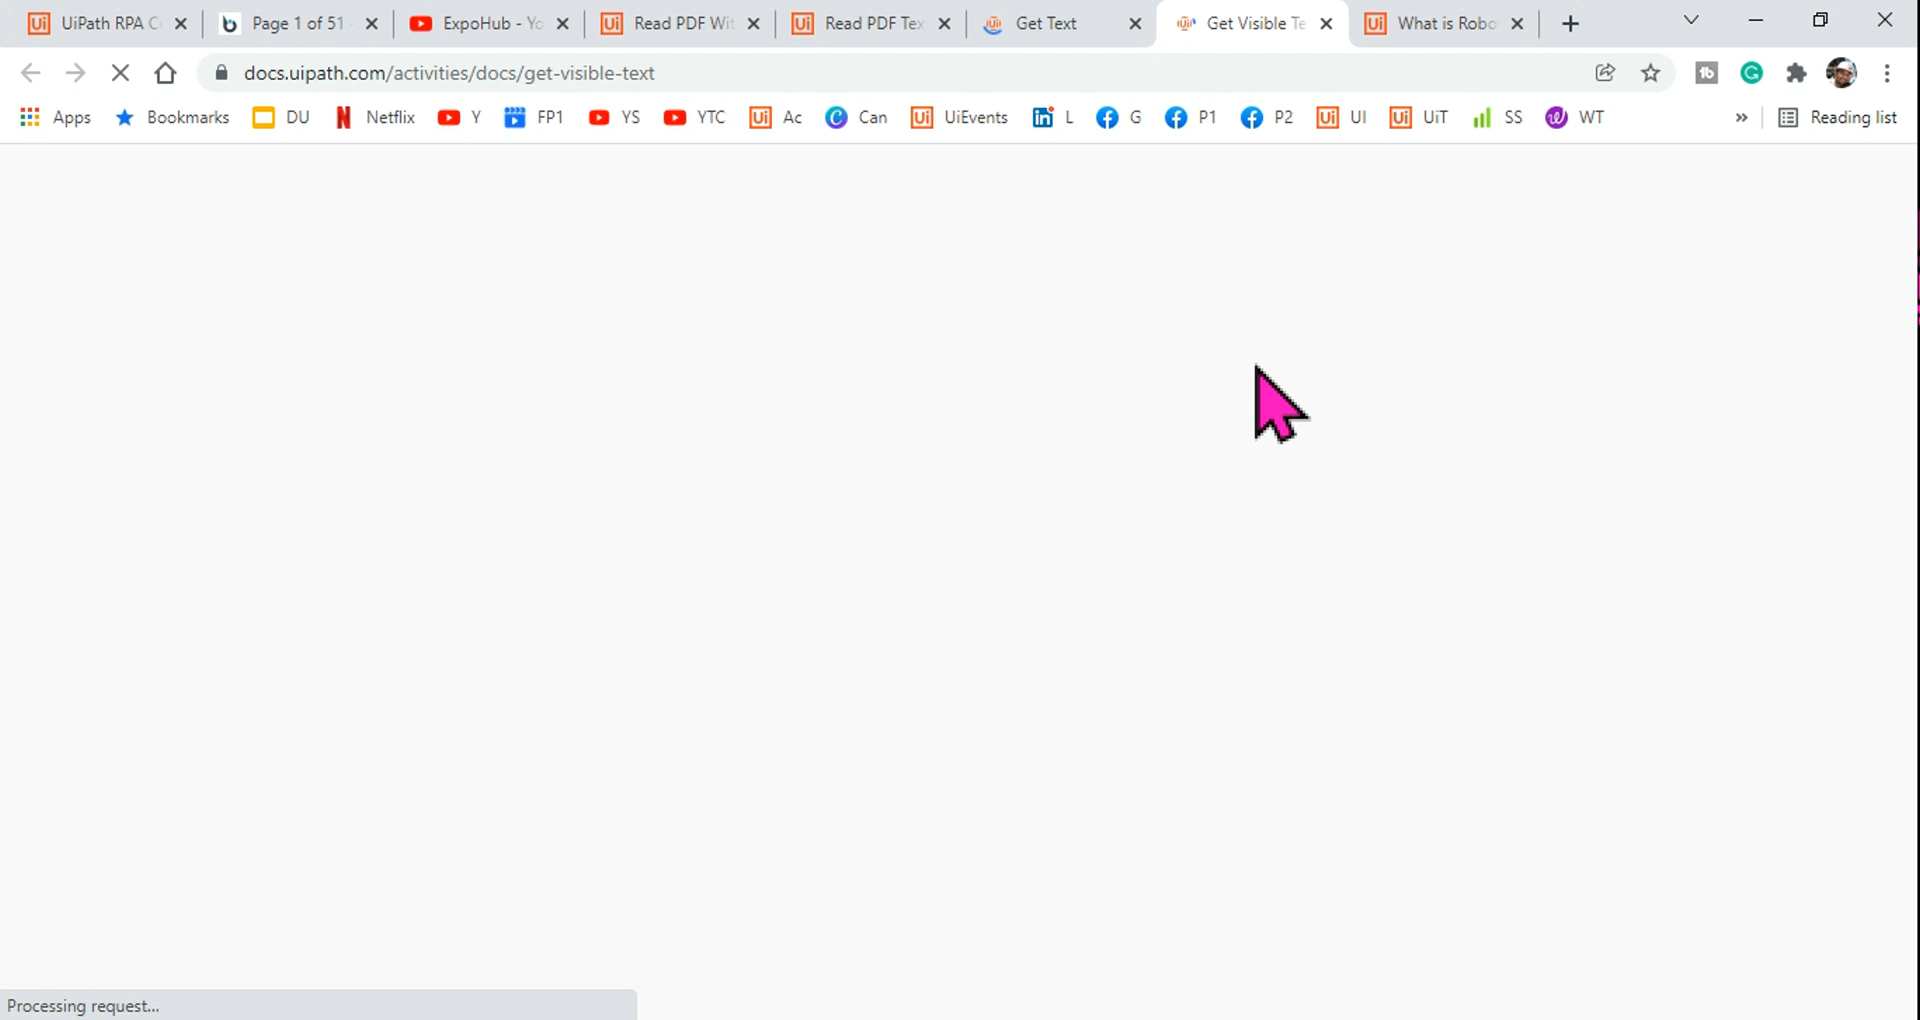 UiPath RPA C
Page 1 of 51
ExpoHub - Yo
Read PDF Wit
Read PDF Tex
Get Text
Get Visible Te
What is Robo
docs.uipath.com/activities/docs/get-visible-text
Apps
Bookmarks
DU
Netflix
Y
FP1
YS
YTC
Ac
Can
UiEvents
L
G
P1
P2
UI
UiT
SS
WT
»
Reading list
Processing request...